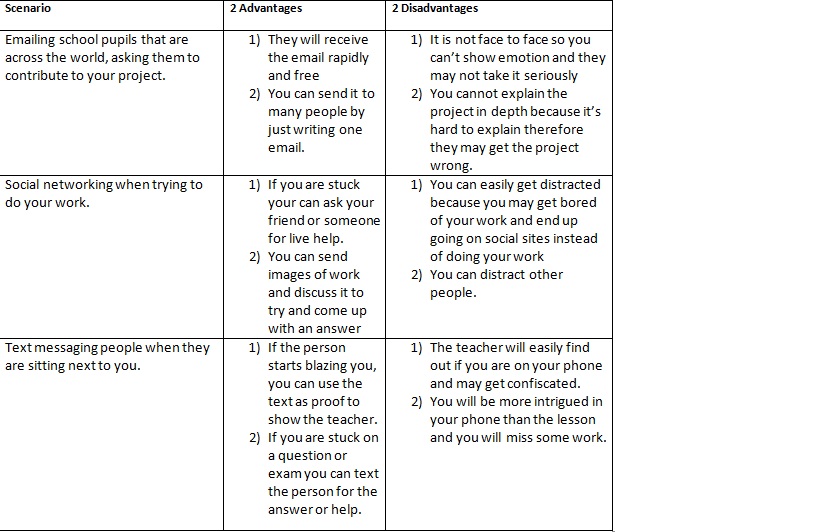 Scenario
2 Advantages
2 Disadvantages
Emailing school pupils that are
across the world, asking them to
contribute to your project.
1) They will receive
the email rapidly
and free
2) You can send it to
many people by
just writing one
email.
1) It is not face to face so you
can't show emotion and they
may not take it seriously
2) You cannot explain the
project in depth because it's
hard to explain therefore
they may get the project
wrong.
Social networking when trying to
do your work.
1) If you are stuck
your can ask your
friend or someone
for live help.
2) You can send
images of work
and discuss it to
try and come up
with an answer
1) You can easily get distracted
because you may get bored
of your work and end up
going on social sites instead
of doing your work
2) You can distract other
people.
Text messaging people when they
are sitting next to you.
1) If the person
starts blazing you,
you can use the
text as proof to
show the teacher.
2) If you are stuck on
a question or
exam you can text
the person for the
answer or help.
1) The teacher will easily find
out if you are on your phone
and may get confiscated.
2) You will be more intrigued in
your phone than the lesson
and you will miss some work.